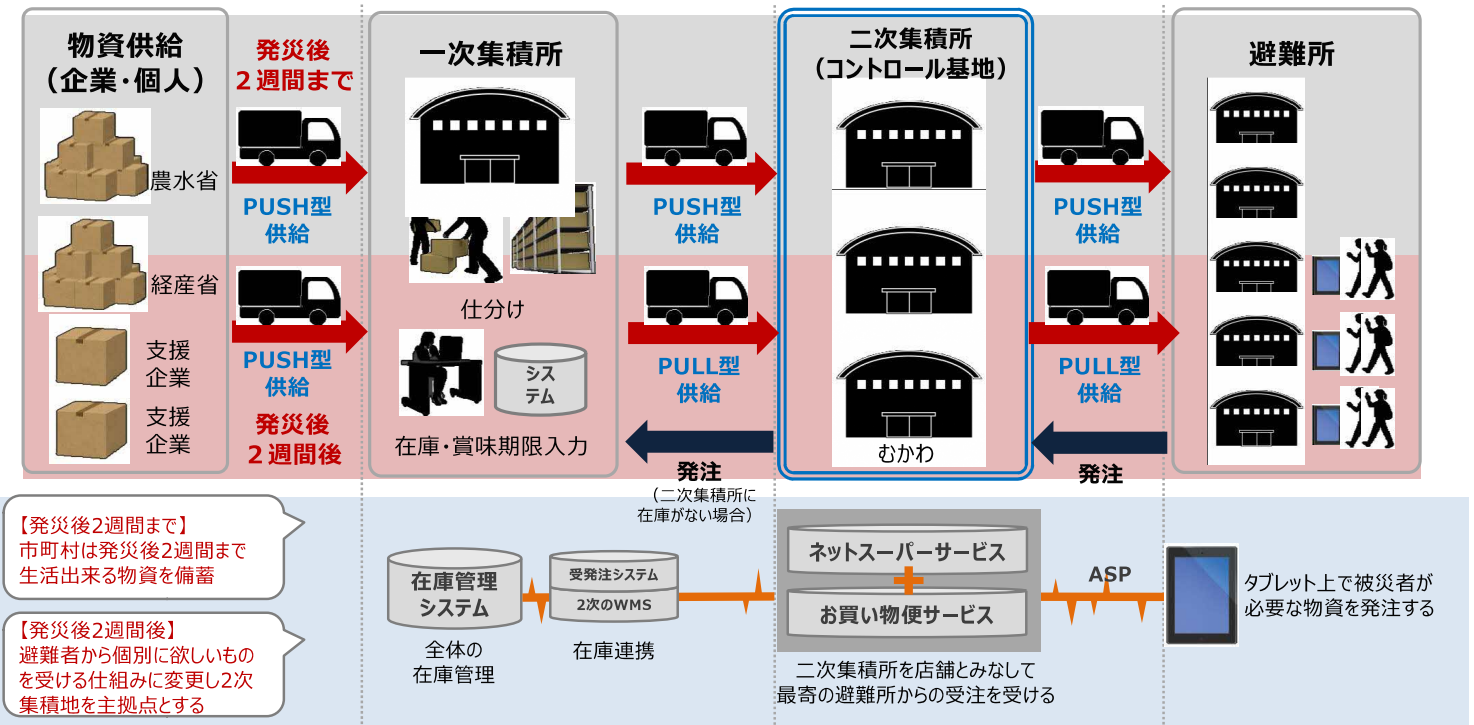 物資供給
（企業・個人）
農水省
経産省
支援
企業
支援
企業
発災後
２週間まで
PUSH型
供給
PUSH型
供給
発災後
２週間後
一次集積所
仕分け
シス
テム
在庫・賞味期限入力
PUSH型
供給
PULL型
供給
発注
（二次集積所に
在庫がない場合）
二次集積所
（コントロール基地）
むかわ
PUSH型
供給
PULL型
供給
発注
避難所
【発災後2週間まで】
市町村は発災後2週間まで
生活出来る物資を備蓄
【発災後2週間後】
避難者から個別に欲しいもの
を受ける仕組みに変更し2次
集積地を主拠点とする
在庫管理
システム
全体の
在庫管理
受発注システム
2次のWMS
在庫連携
ネットスーパーサービス
お買い物便サービス
二次集積所を店舗とみなして
最寄の避難所からの受注を受ける
ASP
タブレット上で被災者が
必要な物資を発注する